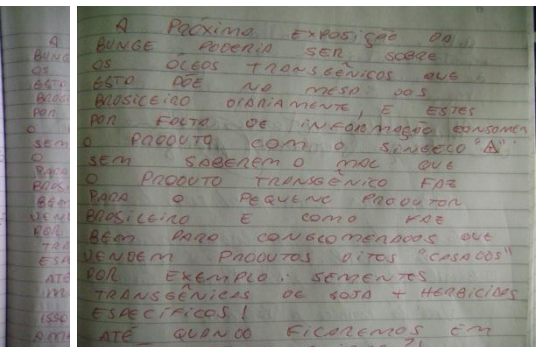 A PRÓXIMA EXPOSIÇÃO DA
BUNGE PODERIA SER SOBRE
OS ÓLEOS TRANSGÊNICOS QUE
ESTA PÕE NA MESA DOS
BRASILEIRO DIARIAMENTE, E ESTES
POR FALTA DE INFORMAÇÃO CONSOMEM
O PRODUTO, COM O SINGELO "A"
SEM SABEREM O MAL QUE
O PRODUTO TRANSGÊNICO FAZ
PARA O PEQUENO PRODUTOR
BRASILEIRO E COMO FAZ
BEM PARA CONGLOMERADOS QUE
VENDEM PRODUTOS DITOS "CASADOS"
POR EXEMPLO: SEMENTES
TRANSGÊNICAS DE SOJA + HERBICIDAS
ESPECÍFICOS!
ATÉ QUANDO FICAREMOS EM